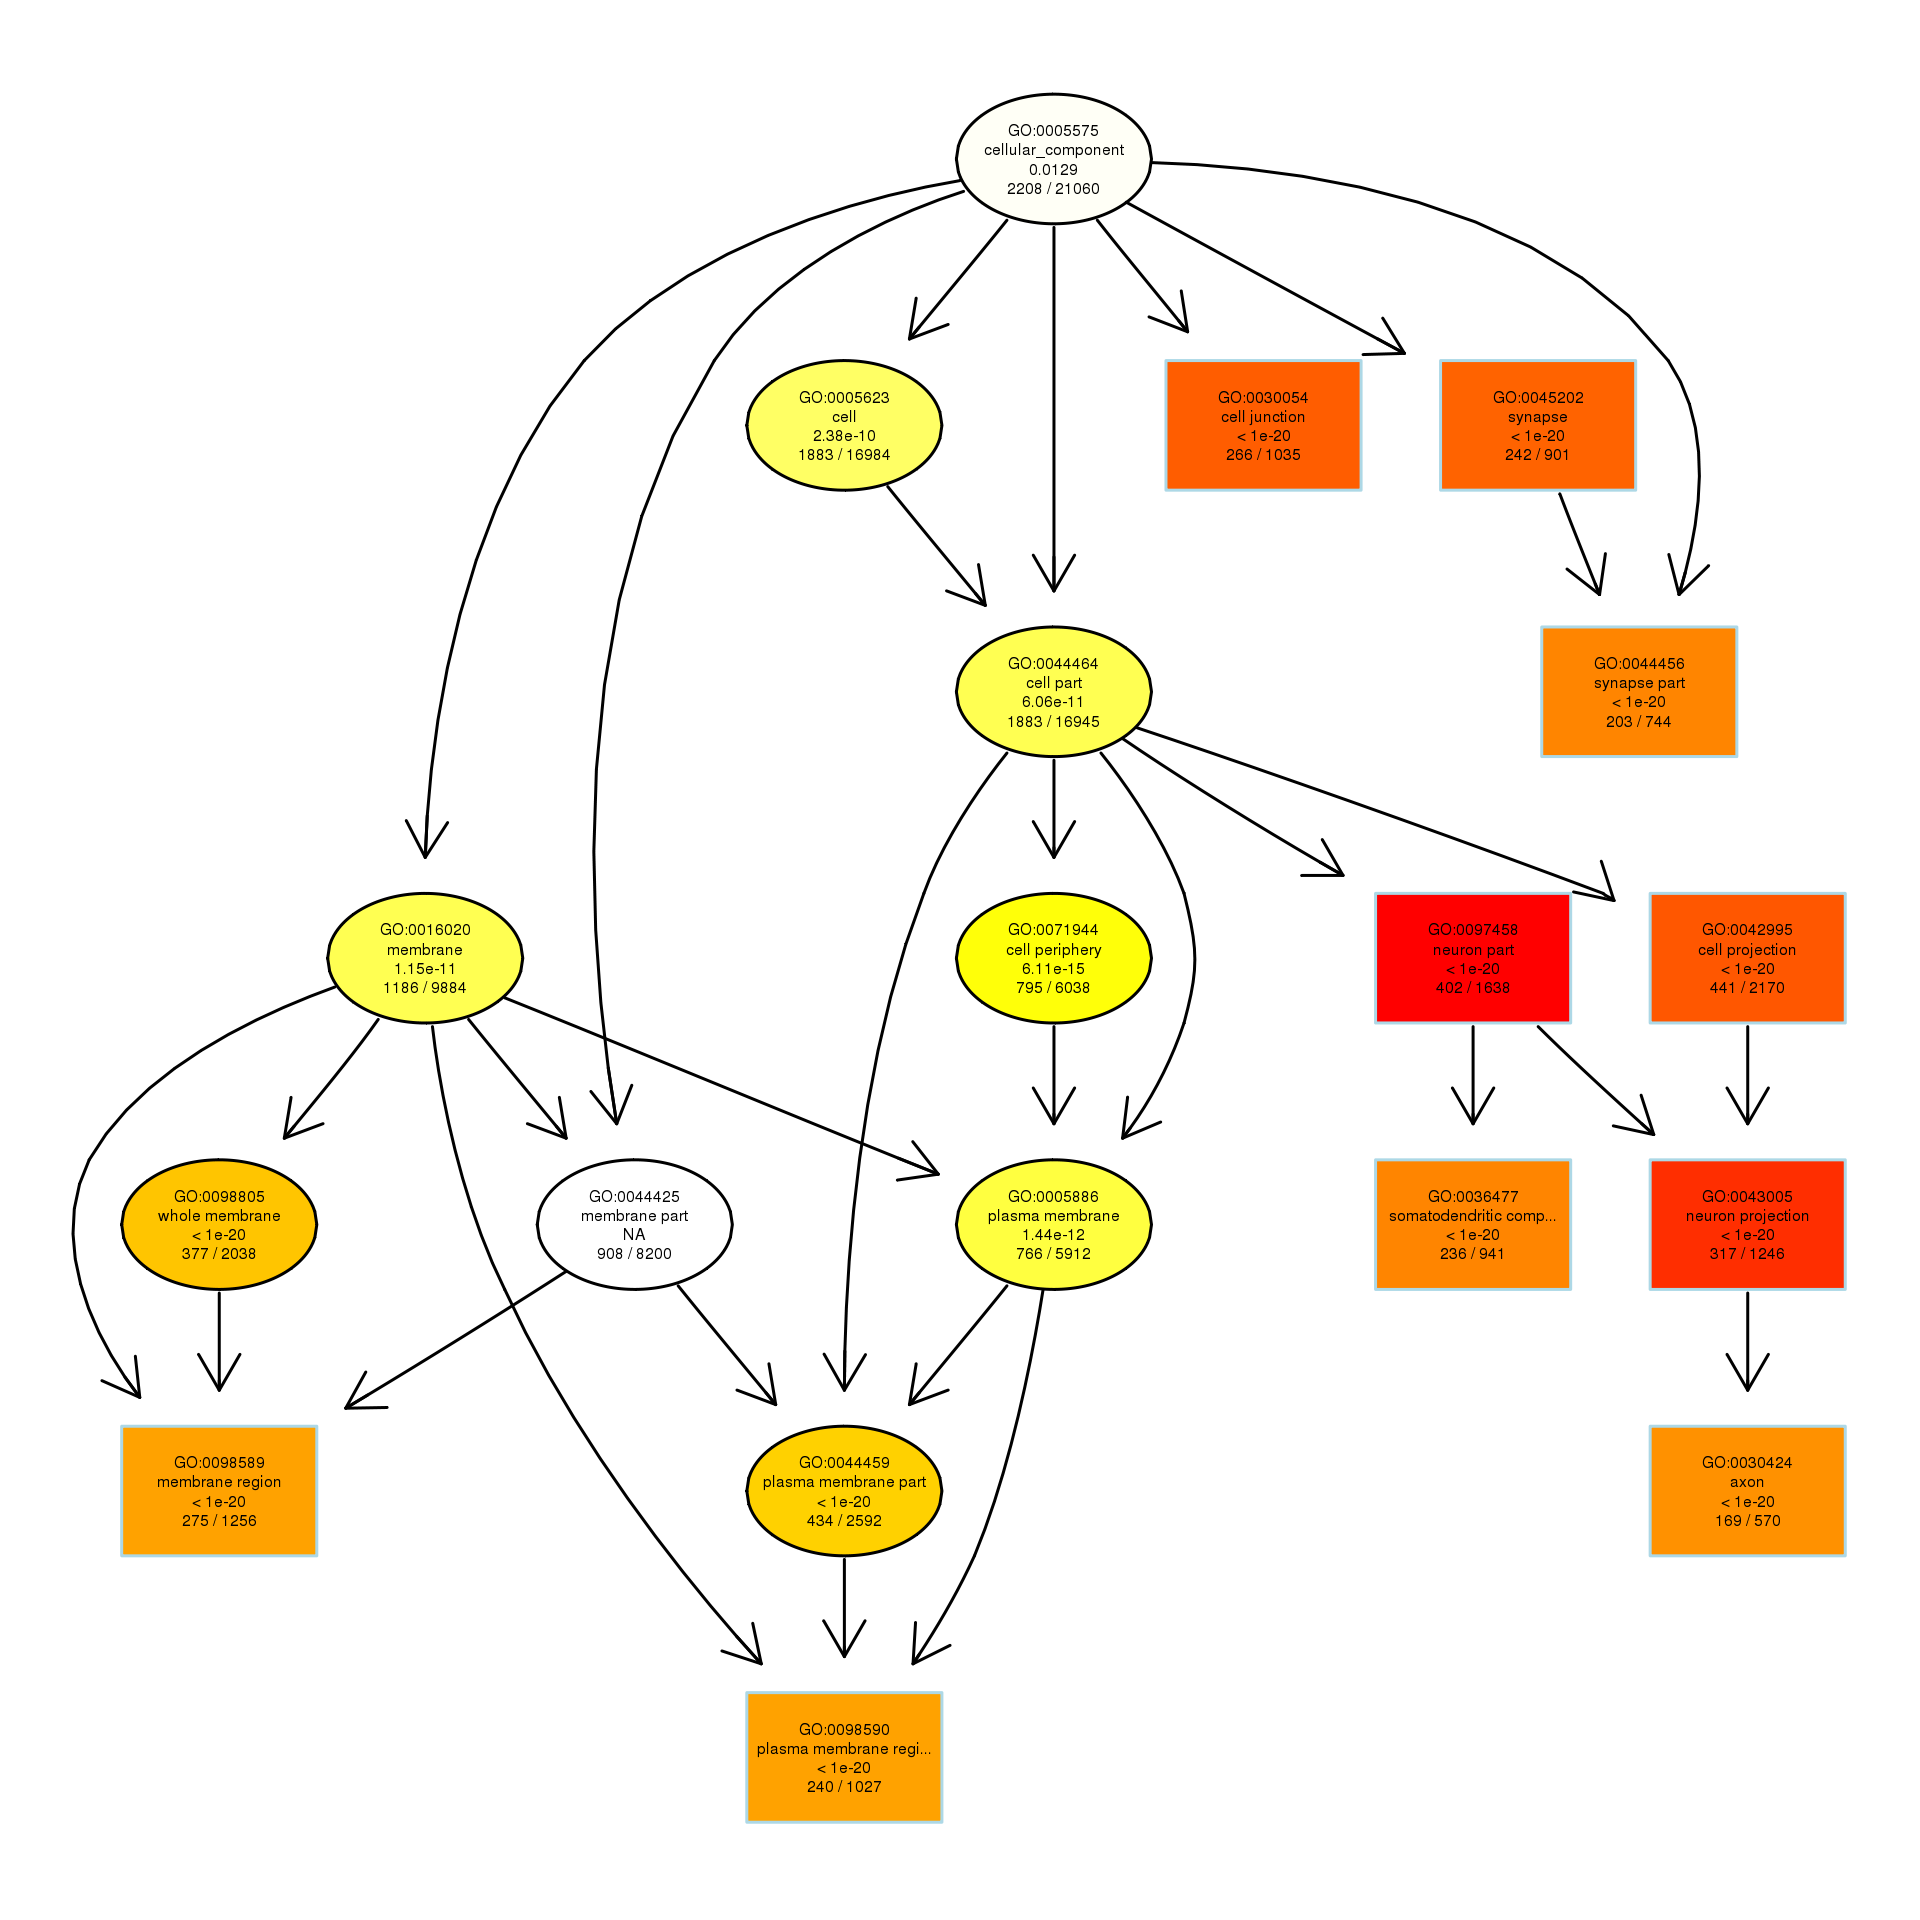 GO:0005575
cellular_component
0.0129
2208 / 21060
GO:0005623
cell
2.38e-10
1883 / 16984
GO:0030054
cell junction
< 1e-20
266 / 1035
GO:0045202
synapse
< 1e-20
242 / 901
GO:0044464
cell part
6.06e-11
1883 / 16945
GO:0044456
synapse part
< 1e-20
203 / 744
GO:0016020
membrane
1.15e-11
1186 / 9884
GO:0071944
cell periphery
6.11e-15
795 / 6038
GO:0097458
neuron part
< 1e-20
402 / 1638
GO:0042995
cell projection
< 1e-20
441 / 2170
GO:0098805
whole membrane
< 1e-20
377 / 2038
GO:0044425
membrane part
NA
908 / 8200
GO:0005886
plasma membrane
1.44e-12
766 / 5912
GO:0036477
somatodendritic comp...
< 1e-20
236 / 941
GO:0043005
neuron projection
< 1e-20
317 / 1246
GO:0098589
membrane region
< 1e-20
275 / 1256
GO:0044459
plasma membrane part
< 1e-20
434 / 2592
GO:0030424
axon
< 1e-20
169 / 570
GO:0098590
plasma membrane regi...
< 1e-20
240 / 1027